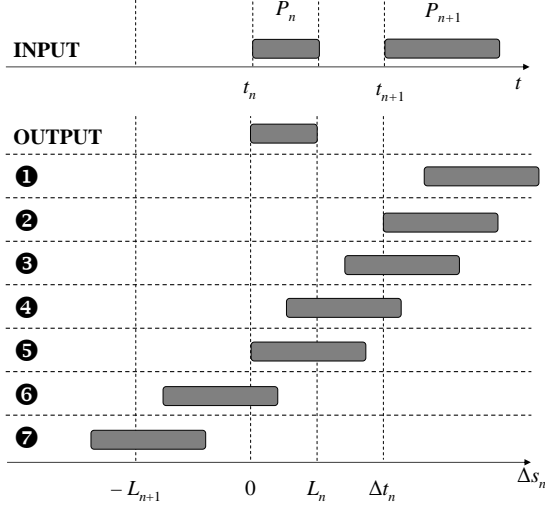 P_n P_{n+1}
INPUT
t_n t_{n+1} t
OUTPUT
❶
❷
❸
❹
❺
❻
❼
− L_{n+1} 0 L_n Δt_n Δs_n